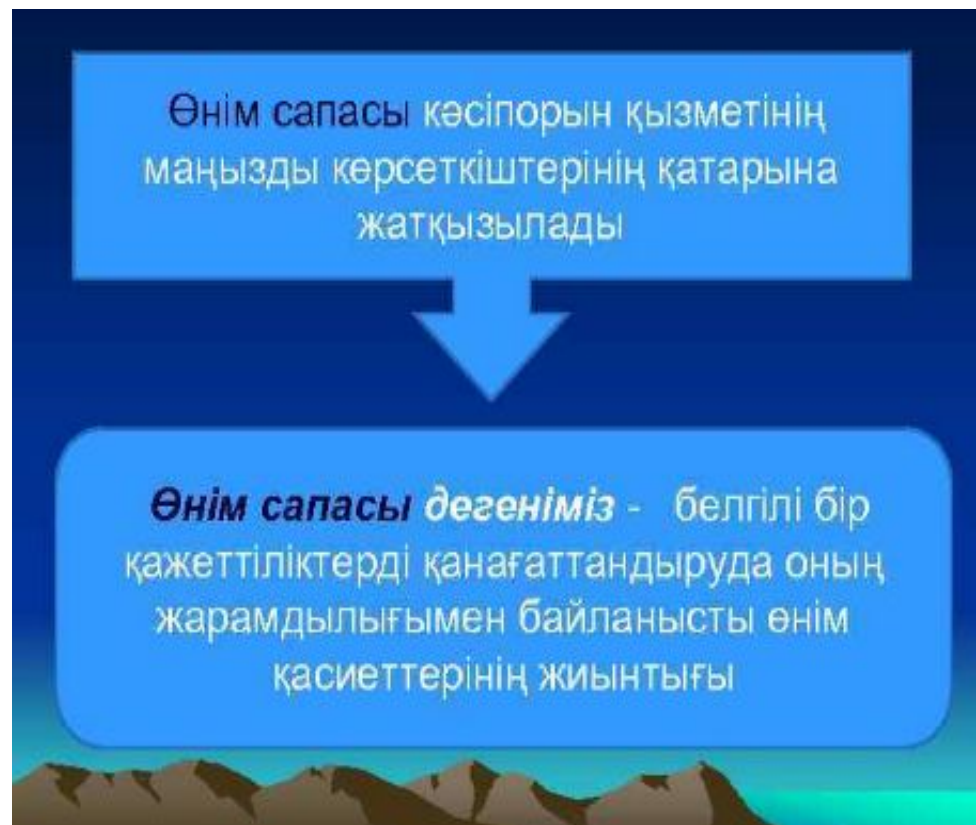 Өнім сапасы кәсіпорын қызметінің
маңызды көрсеткіштерінің қатарына
жатқызылады
Өнім сапасы дегеніміз - белгілі бір
қажеттіліктерді қанағаттандыруда оның
жарамдылығымен байланысты өнім
қасиеттерінің жиынтығы